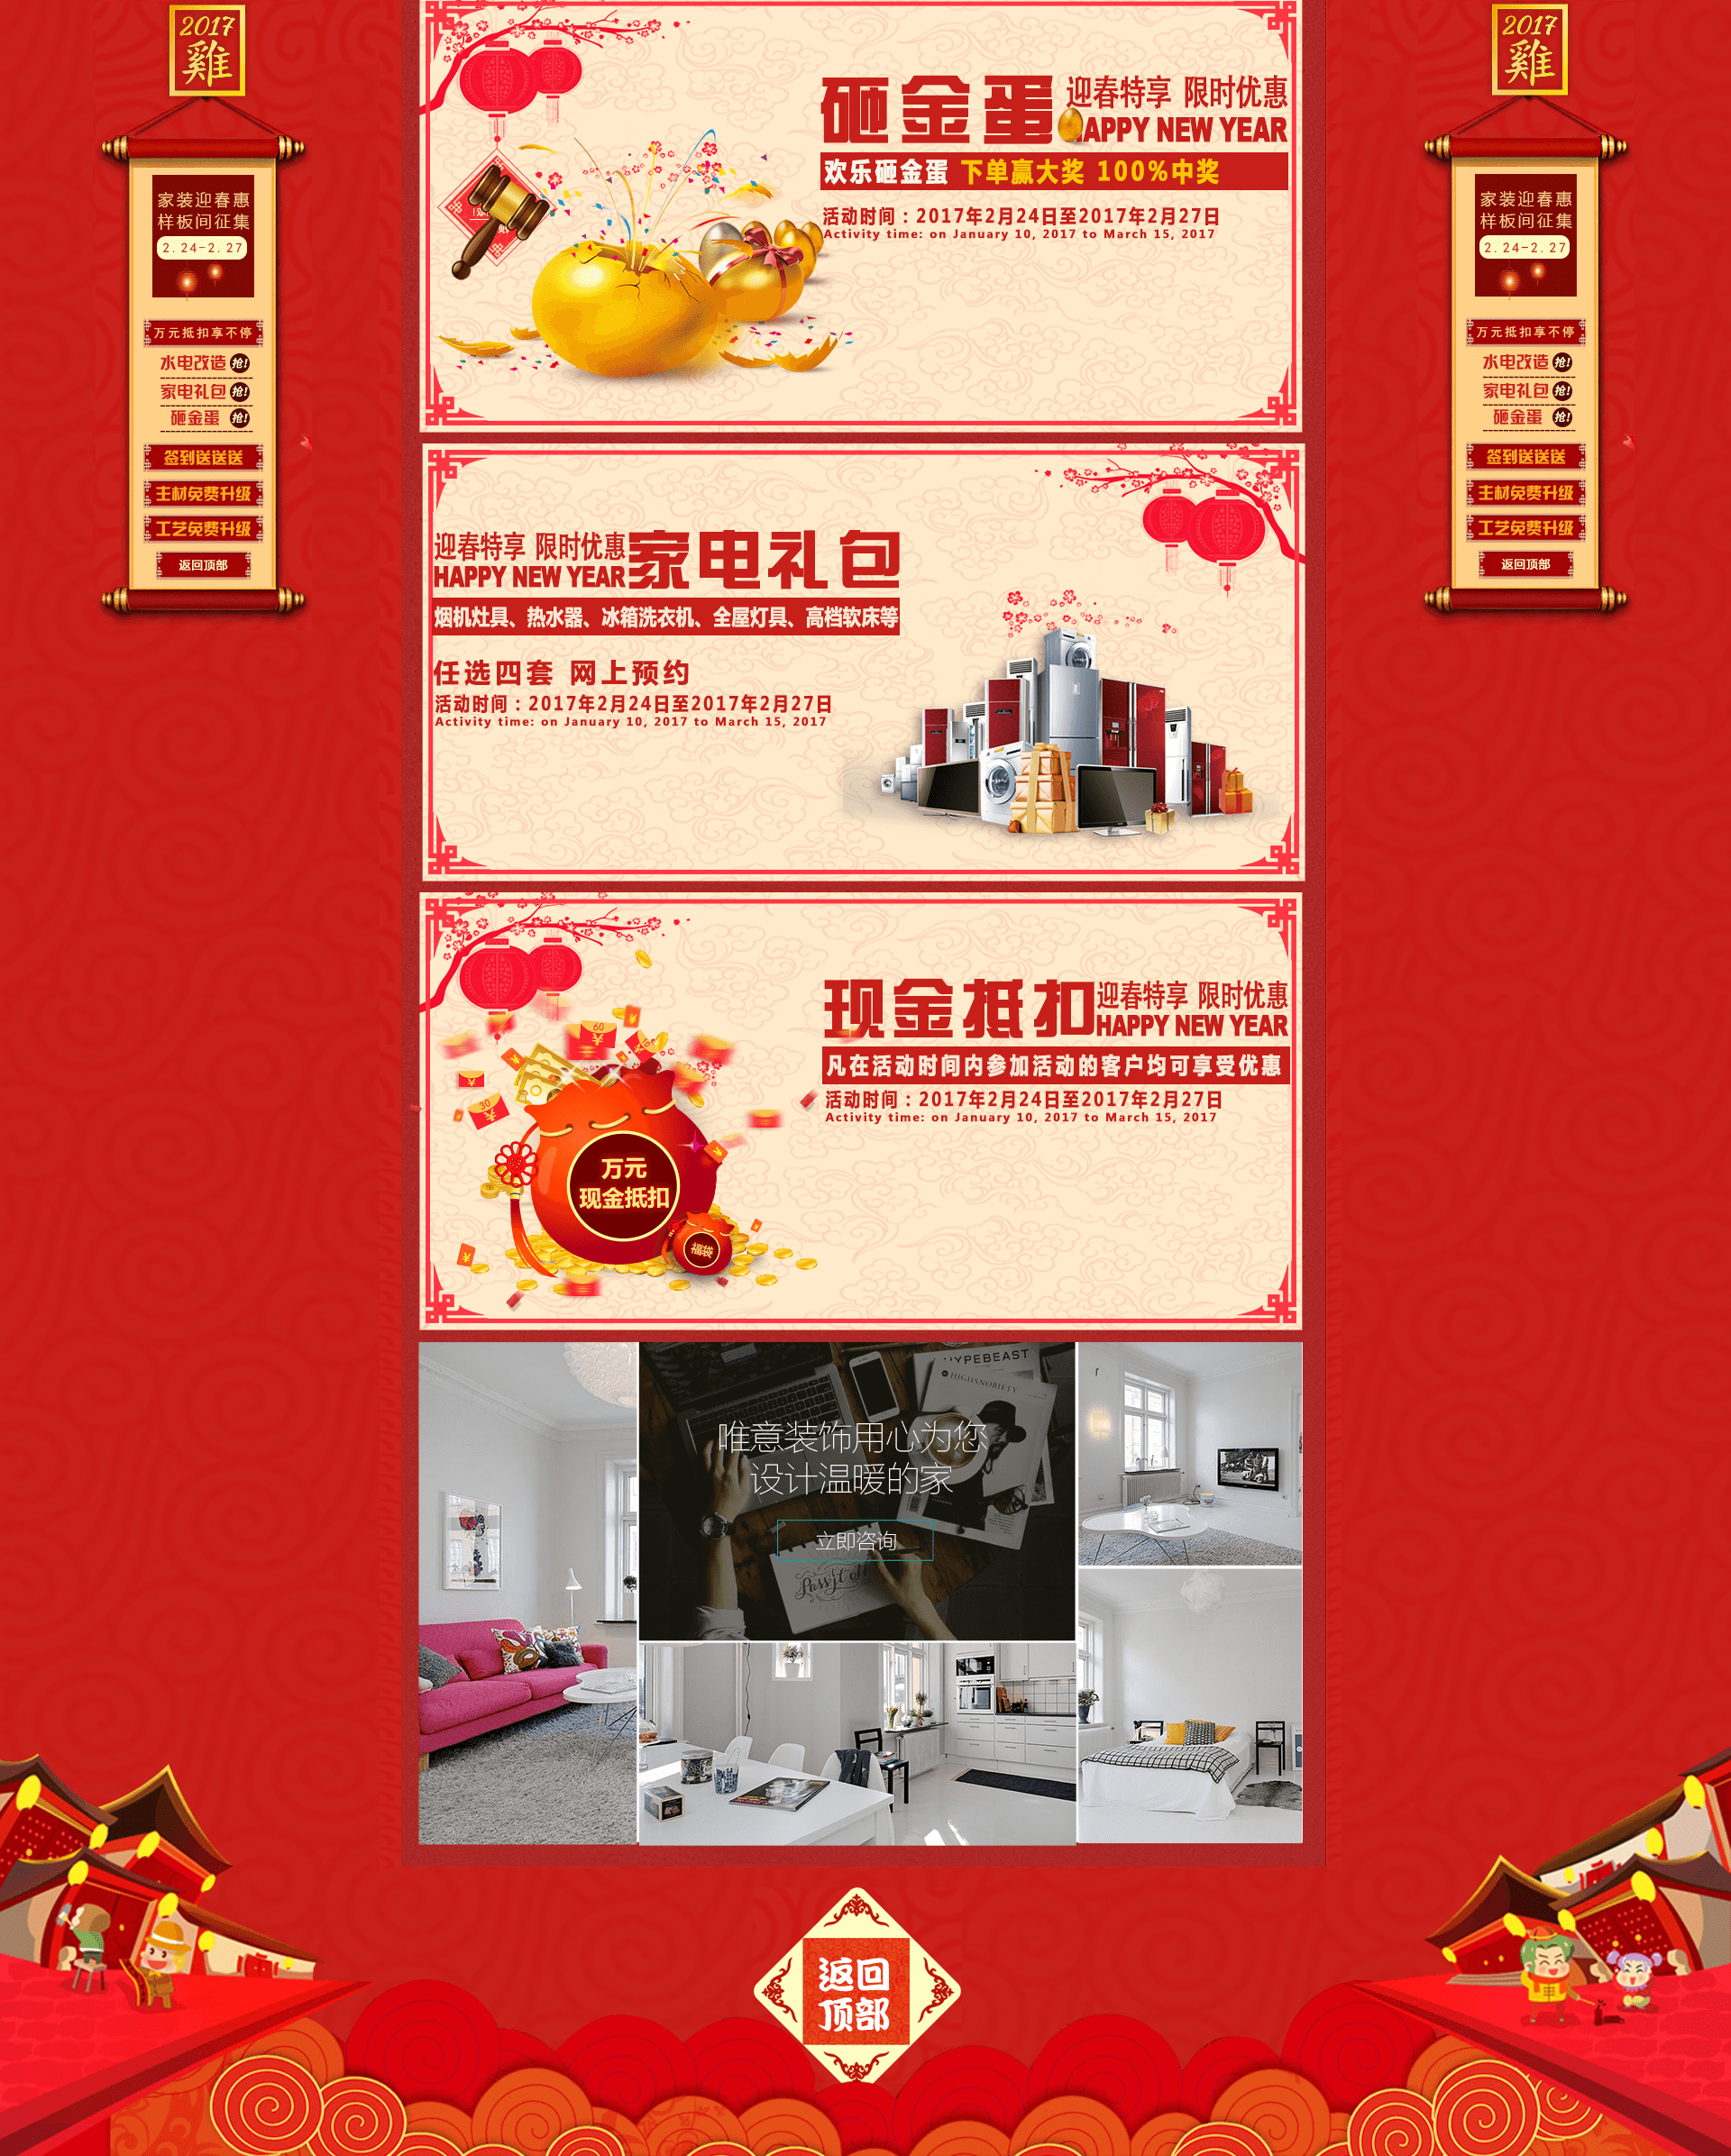 2017
雞
家装迎春惠
样板间征集
2.24-2.27
万元抵扣享不停
水电改造 抢!
家电礼包 抢!
砸金蛋 抢!
签到送送送
主材免费升级
工艺免费升级
返回顶部
砸金蛋
迎春特享 限时优惠
HAPPY NEW YEAR
欢乐砸金蛋 下单赢大奖 100%中奖
活动时间：2017年2月24日至2017年2月27日
Activity time: on January 10, 2017 to March 15, 2017
迎春特享 限时优惠
HAPPY NEW YEAR
家电礼包
烟机灶具、热水器、冰箱洗衣机、全屋灯具、高档软床等
任选四套 网上预约
活动时间：2017年2月24日至2017年2月27日
Activity time: on January 10, 2017 to March 15, 2017
现金抵扣
迎春特享 限时优惠
HAPPY NEW YEAR
凡在活动时间内参加活动的客户均可享受优惠
活动时间：2017年2月24日至2017年2月27日
Activity time: on January 10, 2017 to March 15, 2017
60
30
万元
现金抵扣
福袋
HYPEBEAST
HIGHSNOBIETY
唯意装饰用心为您
设计温暖的家
立即咨询
Pass it
返回
顶部
2017
雞
家装迎春惠
样板间征集
2.24-2.27
万元抵扣享不停
水电改造 抢!
家电礼包 抢!
砸金蛋 抢!
签到送送送
主材免费升级
工艺免费升级
返回顶部